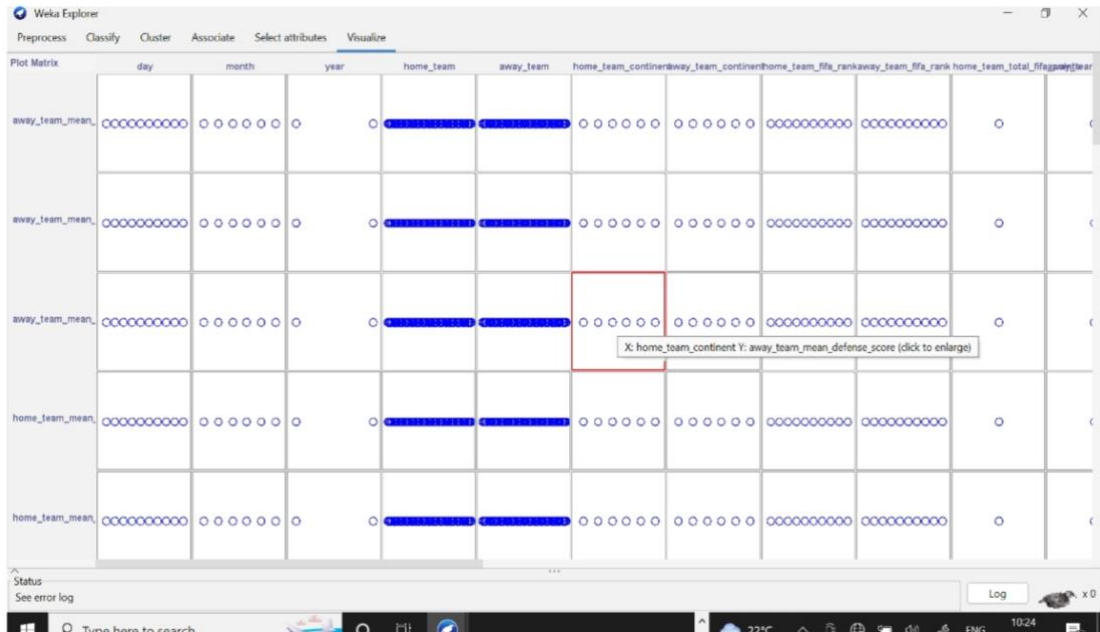 Weka Explorer
Preprocess Classify Cluster Associate Select attributes Visualize
Plot Matrix day month year home_team away_team home_team_continent away_team_continent home_team_fifa_rank away_team_fifa_rank home_team_total_fifa
away_team_mean_
away_team_mean_
away_team_mean_
X: home_team_continent Y: away_team_mean_defense_score (click to enlarge)
home_team_mean_
home_team_mean_
Status
See error log
Log x 0
Type here to search 22°C ENG 10:24